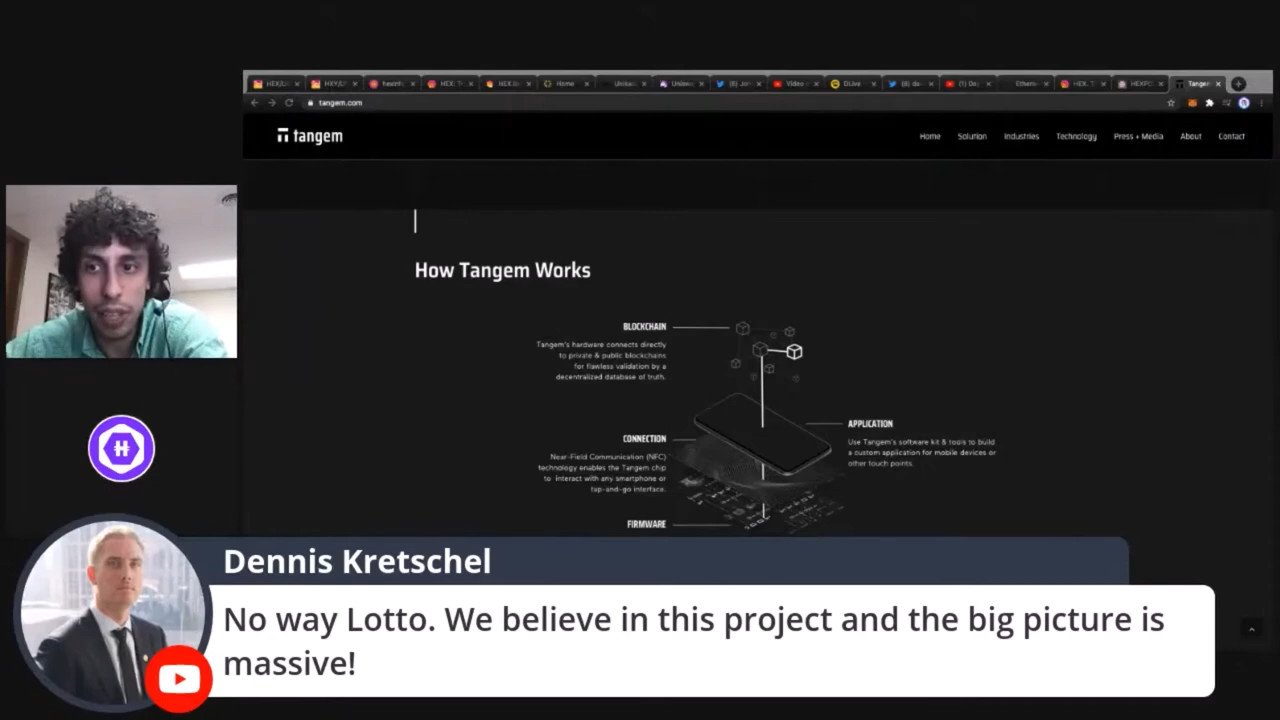 tangem.com
tangem
Home Solution Industries Technology Press + Media About Contact
How Tangem Works
BLOCKCHAIN
Tangem's hardware connects directly
to private & public blockchains
for flawless validation by a
decentralized database of truth.
APPLICATION
Use Tangem's software kit & tools to build
a custom application for mobile devices or
other touch points.
CONNECTION
Near-Field Communication (NFC)
technology enables the Tangem chip
to interact with any smartphone or
tap-and-go interface.
FIRMWARE
Dennis Kretschel
No way Lotto. We believe in this project and the big picture is
massive!